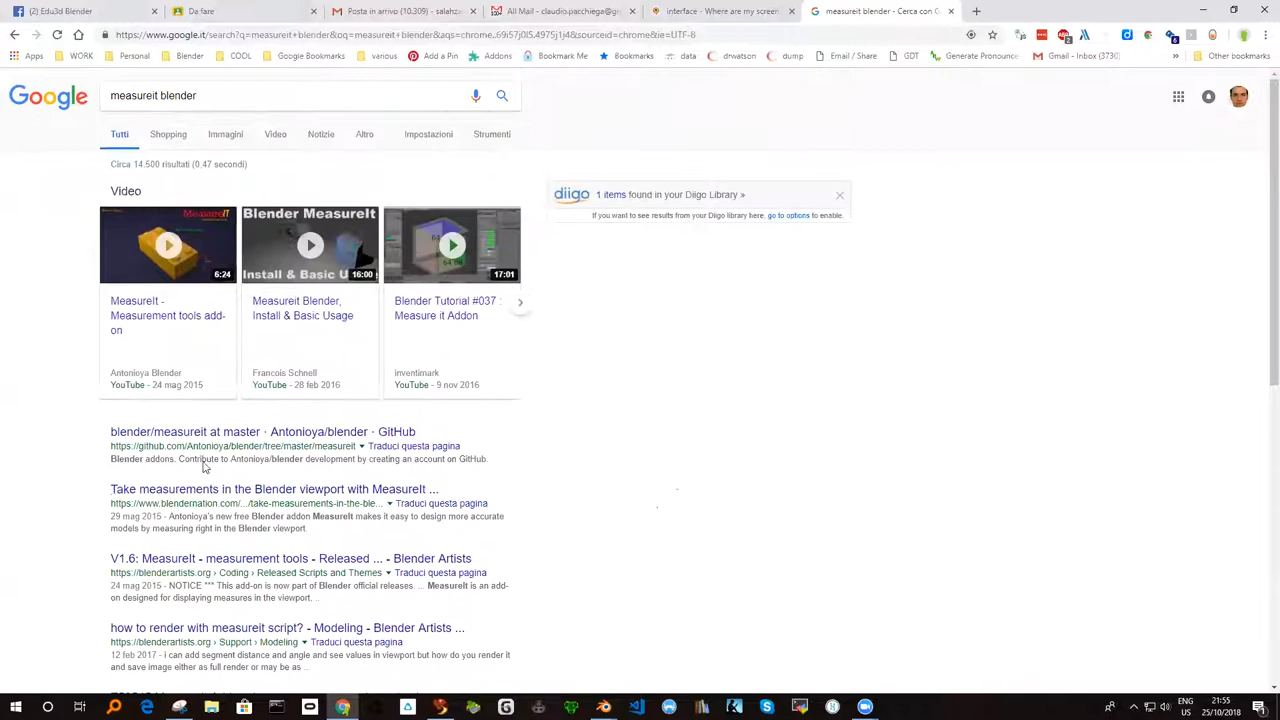 Edu3d Blender
Da fare
Posta in arrivo (10.309) - salahza
All Mail - claudio.pacchiega@g
interface - Where are my screen
measureit blender - Cerca con G
https://www.google.it/search?q=measureit+blender&oq=measureit+blender&aqs=chrome..69i57j0l5.4975j1j4&sourceid=chrome&ie=UTF-8
Apps WORK Personal COOL Google Bookmarks various Add a Pin Addons Bookmark Me Bookmarks data drwatson dump Email / Share GDT Generate Pronounce Gmail - Inbox (3730) » Other bookmarks
Google measureit blender
Tutti Shopping Immagini Video Notizie Altro Impostazioni Strumenti
Circa 14.500 risultati (0,47 secondi)
Video
diigo 1 items found in your Diigo Library »
If you want to see results from your Diigo library here, go to options to enable.
MeasureIT
6:24
MeasureIt -
Measurement tools add-
on
Antonioya Blender
YouTube - 24 mag 2015
Blender MeasureIt
Install & Basic U
16:00
Measureit Blender,
Install & Basic Usage
Francois Schnell
YouTube - 28 feb 2016
17:01
Blender Tutorial #037 :
Measure it Addon
inventimark
YouTube - 9 nov 2016
blender/measureit at master · Antonioya/blender · GitHub
https://github.com/Antonioya/blender/tree/master/measureit Traduci questa pagina
Blender addons. Contribute to Antonioya/blender development by creating an account on GitHub.
Take measurements in the Blender viewport with MeasureIt ...
https://www.blendernation.com/.../take-measurements-in-the-ble... Traduci questa pagina
29 mag 2015 - Antonioya's new free Blender addon MeasureIt makes it easy to design more accurate
models by measuring right in the Blender viewport.
V1.6: MeasureIt - measurement tools - Released ... - Blender Artists
https://blenderartists.org › Coding › Released Scripts and Themes Traduci questa pagina
24 mag 2015 - NOTICE *** This add-on is now part of Blender official releases. ... MeasureIt is an add-
on designed for displaying measures in the viewport. ..
how to render with measureit script? - Modeling - Blender Artists ...
https://blenderartists.org › Support › Modeling Traduci questa pagina
12 feb 2017 - i can add segment distance and angle and see values in viewport but how do you render it
and save image either as full render or may be as ...
ENG
US
21:55
25/10/2018